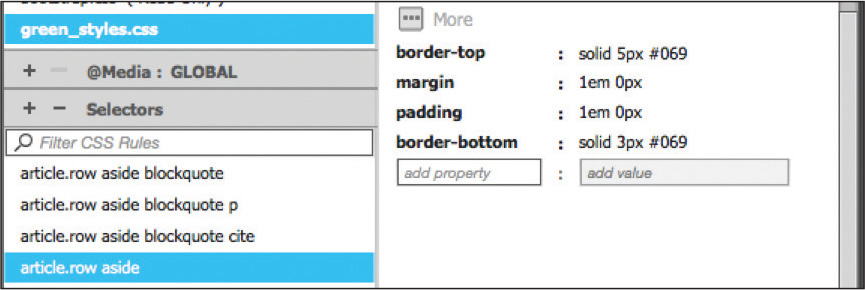 green_styles.css
+ − @Media : GLOBAL
+ − Selectors
Filter CSS Rules
article.row aside blockquote
article.row aside blockquote p
article.row aside blockquote cite
article.row aside
More
border-top : solid 5px #069
margin : 1em 0px
padding : 1em 0px
border-bottom : solid 3px #069
add property : add value